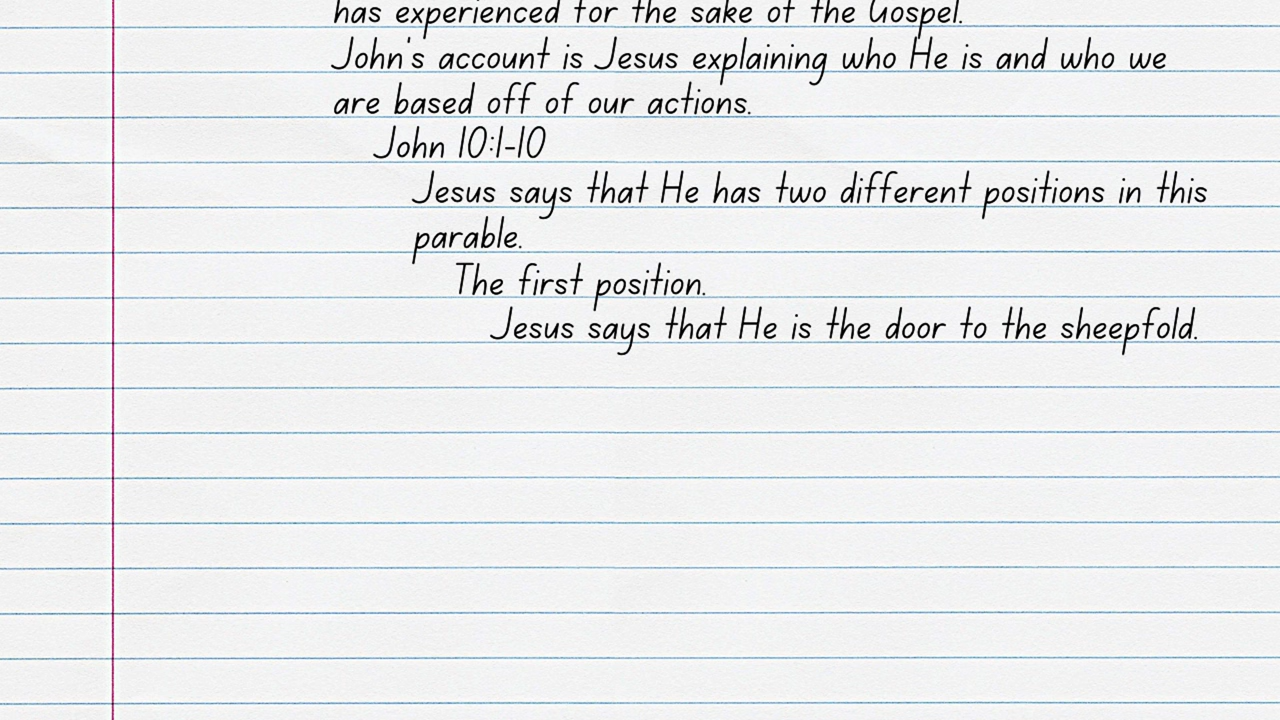 has experienced for the sake of the Gospel.
John's account is Jesus explaining who He is and who we
are based off of our actions.
John 10:1-10
Jesus says that He has two different positions in this
parable.
The first position.
Jesus says that He is the door to the sheepfold.